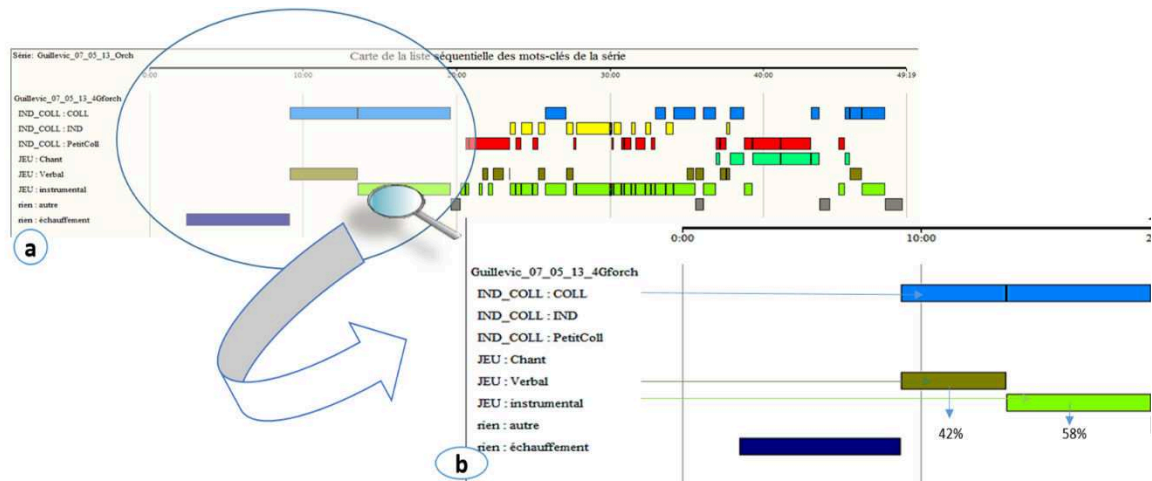 Série: Guillevic_07_05_13_Orch
Carte de la liste séquentielle des mots-clés de la série
0:00 10:00 20:00 30:00 40:00 49:19
Guillevic_07_05_13_4Gforch
IND_COLL : COLL
IND_COLL : IND
IND_COLL : PetitColl
JEU : Chant
JEU : Verbal
JEU : instrumental
rien : autre
rien : échauffement
a
0:00 10:00 2
Guillevic_07_05_13_4Gforch
IND_COLL : COLL
IND_COLL : IND
IND_COLL : PetitColl
JEU : Chant
JEU : Verbal
JEU : instrumental
42% 58%
rien : autre
rien : échauffement
b